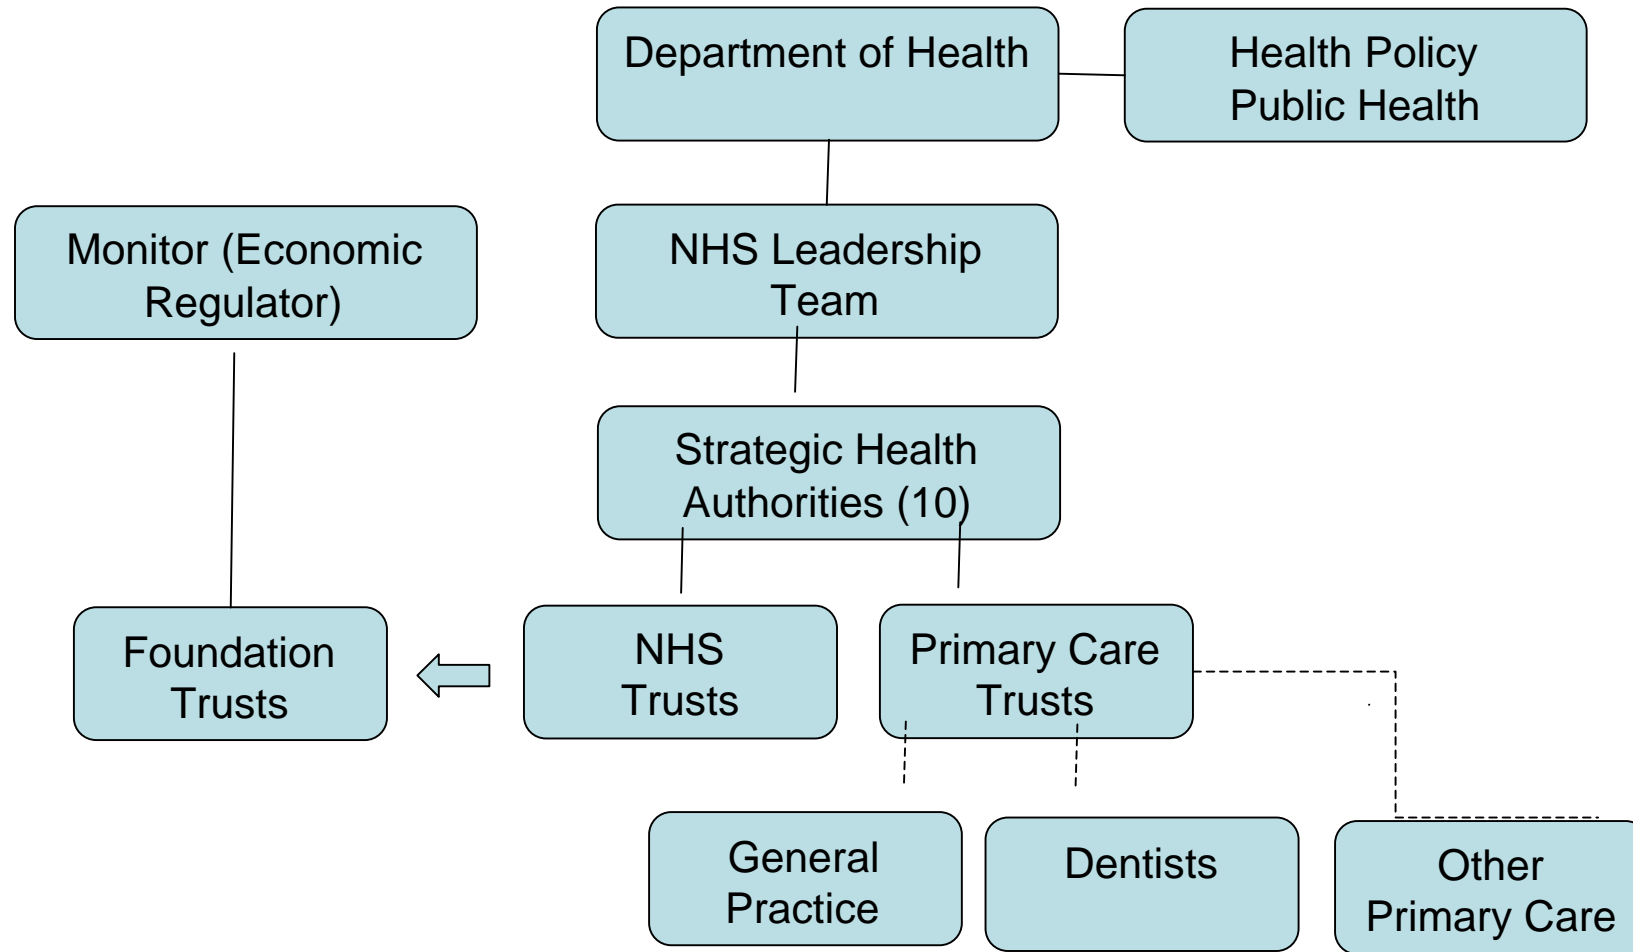 Department of Health
Health Policy
Public Health
Monitor (Economic
Regulator)
NHS Leadership
Team
Strategic Health
Authorities (10)
Foundation
Trusts
NHS
Trusts
Primary Care
Trusts
General
Practice
Dentists
Other
Primary Care